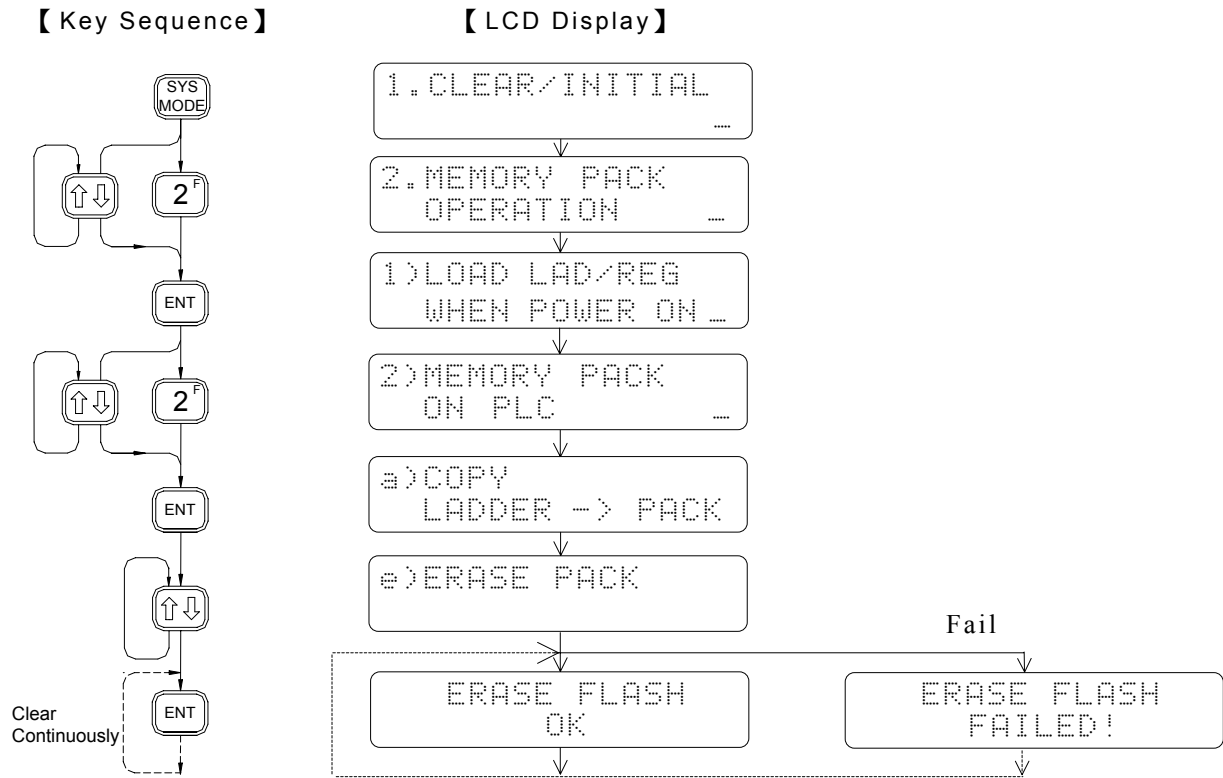 【Key Sequence】
【LCD Display】
SYS
MODE
⇧⇩
2F
ENT
⇧⇩
2F
ENT
⇧⇩
Clear
Continuously
ENT
1.CLEAR/INITIAL
_
2.MEMORY PACK
OPERATION _
1)LOAD LAD/REG
WHEN POWER ON _
2)MEMORY PACK
ON PLC _
a)COPY
LADDER -> PACK
e)ERASE PACK
Fail
ERASE FLASH
OK
ERASE FLASH
FAILED!